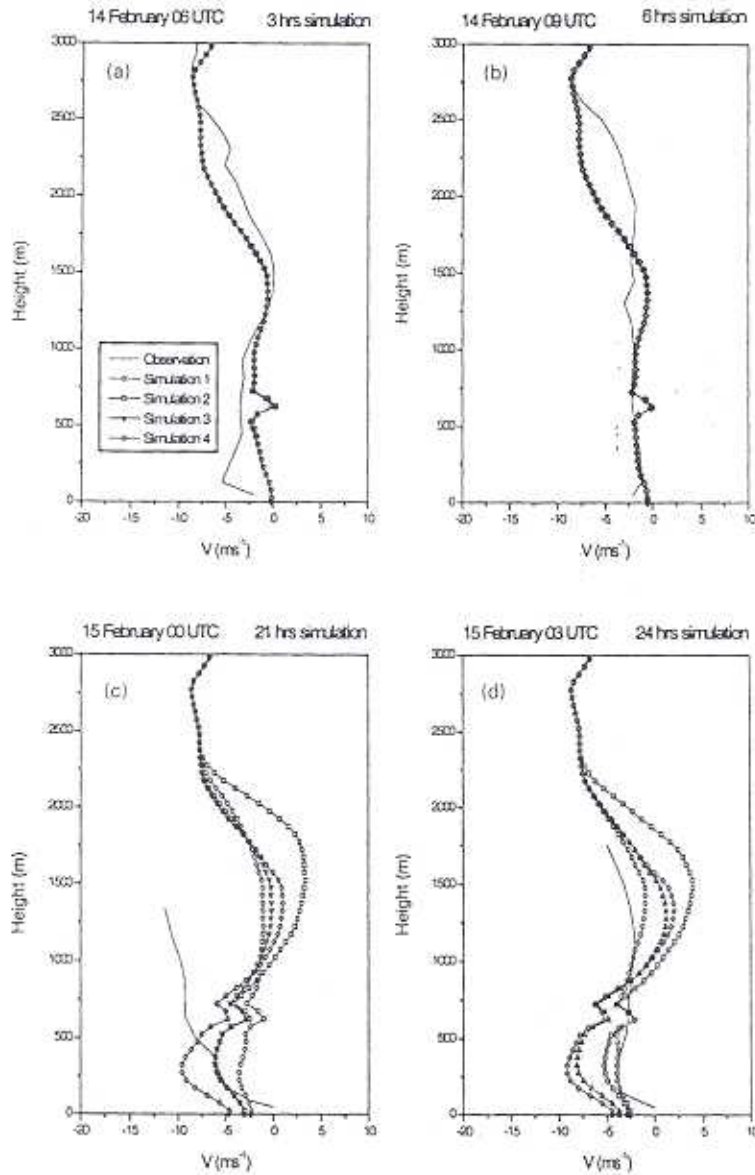 14 February 06 UTC 3 hrs simulation
14 February 09 UTC 6 hrs simulation
(a)
(b)
3000
2500
2000
1500
1000
500
0
Height (m)
Observation
Simulation 1
Simulation 2
Simulation 3
Simulation 4
-20 -15 -10 -5 0 5 10
V (ms⁻¹)
3000
2500
2000
1500
1000
500
0
Height (m)
-20 -15 -10 -5 0 5 10
V (ms⁻¹)
15 February 00 UTC 21 hrs simulation
15 February 03 UTC 24 hrs simulation
(c)
(d)
3000
2500
2000
1500
1000
500
0
Height (m)
-20 -15 -10 -5 0 5 10
V (ms⁻¹)
3000
2500
2000
1500
1000
500
0
Height (m)
-20 -15 -10 -5 0 5 10
V (ms⁻¹)